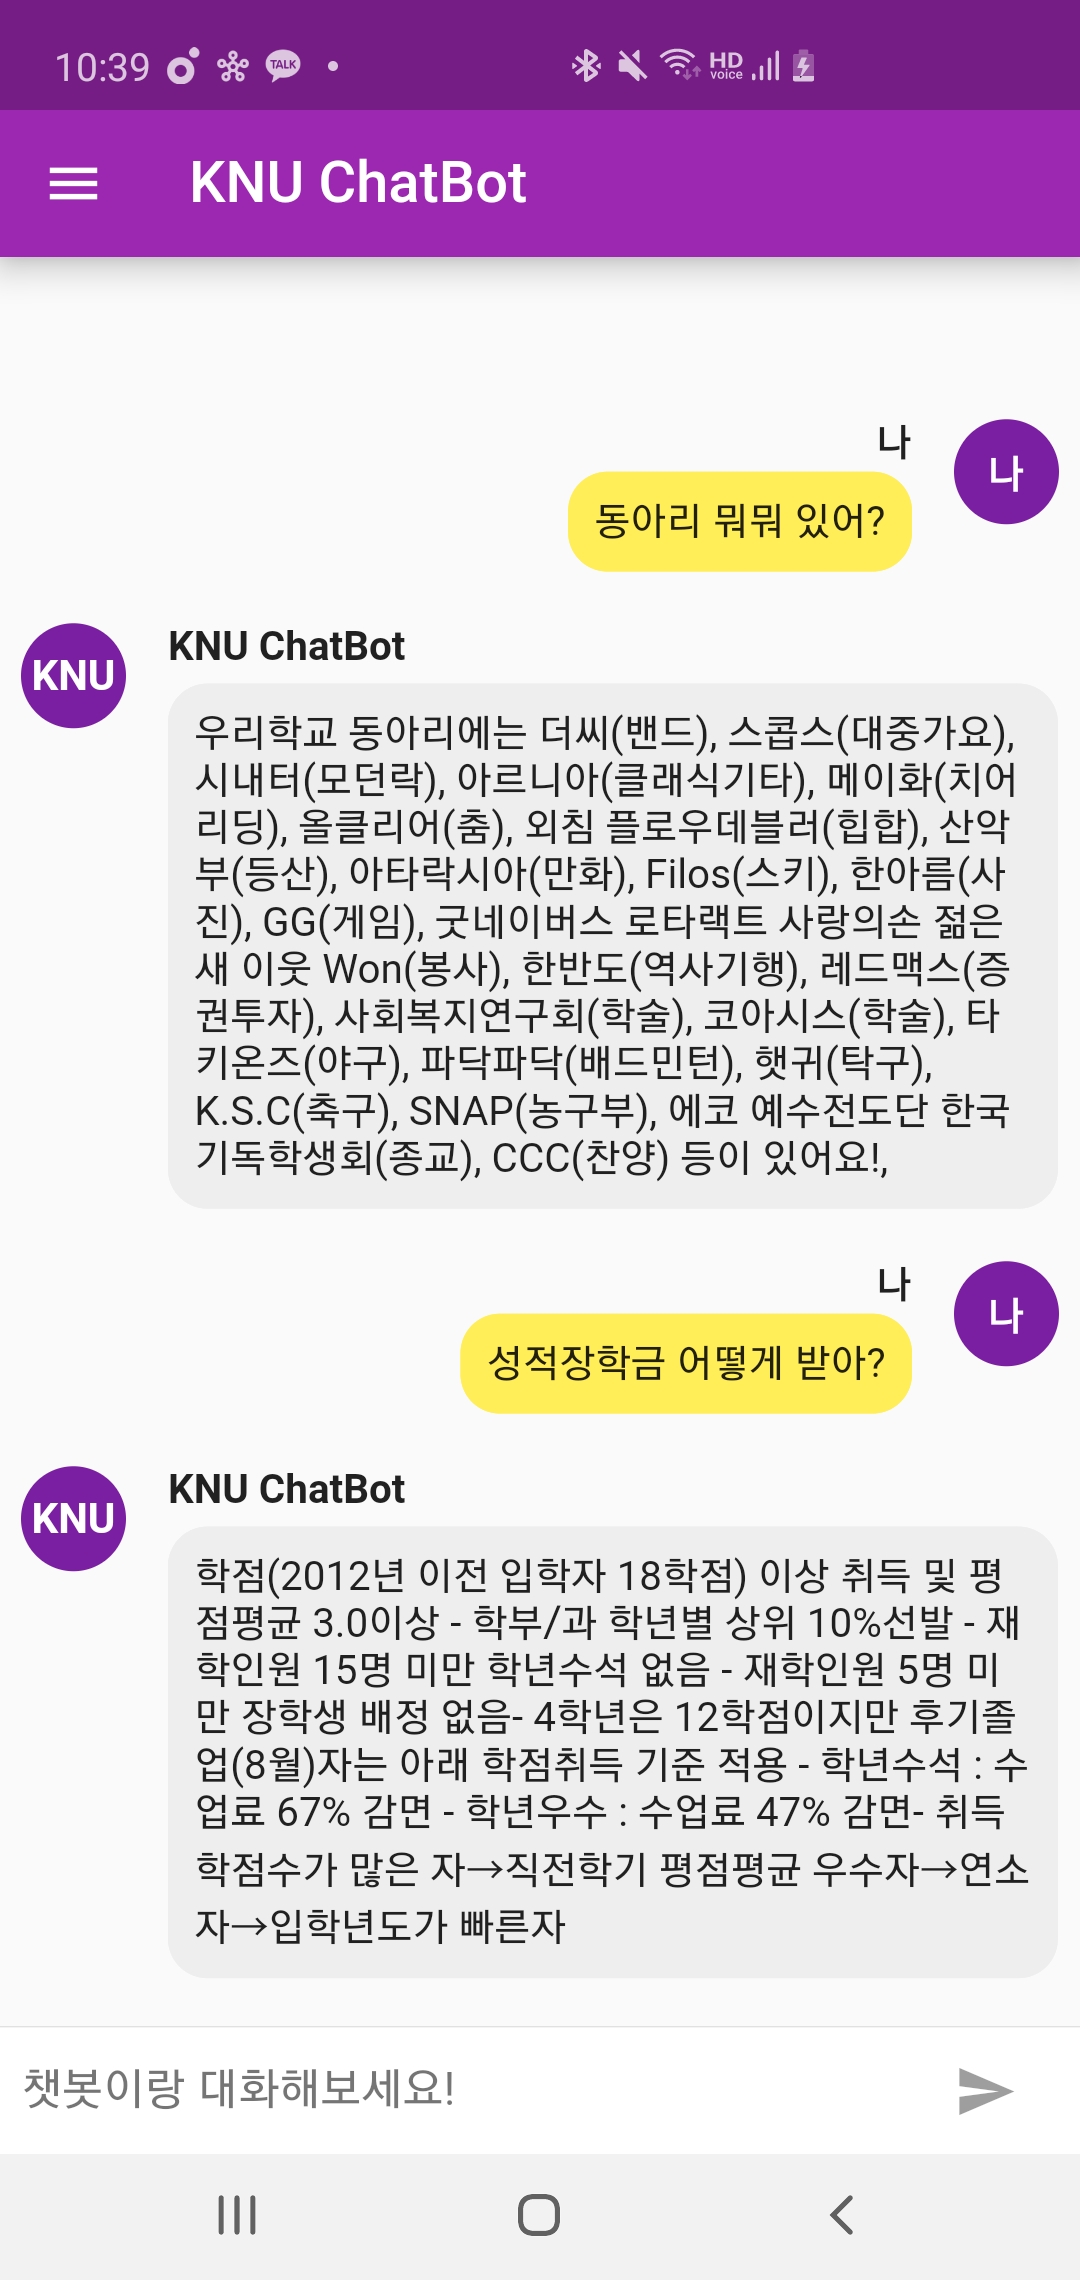 10:39
TALK
HD
voice
KNU ChatBot
나
나
동아리 뭐뭐 있어?
KNU
KNU ChatBot
우리학교 동아리에는 더씨(밴드), 스콥스(대중가요),
시내터(모던락), 아르니아(클래식기타), 메이화(치어
리딩), 올클리어(춤), 외침 플로우데블러(힙합), 산악
부(등산), 아타락시아(만화), Filos(스키), 한아름(사
진), GG(게임), 굿네이버스 로타랙트 사랑의손 젊은
새 이웃 Won(봉사), 한반도(역사기행), 레드맥스(증
권투자), 사회복지연구회(학술), 코아시스(학술), 타
키온즈(야구), 파닥파닥(배드민턴), 햇귀(탁구),
K.S.C(축구), SNAP(농구부), 에코 예수전도단 한국
기독학생회(종교), CCC(찬양) 등이 있어요!,
나
나
성적장학금 어떻게 받아?
KNU
KNU ChatBot
학점(2012년 이전 입학자 18학점) 이상 취득 및 평
점평균 3.0이상 - 학부/과 학년별 상위 10%선발 - 재
학인원 15명 미만 학년수석 없음 - 재학인원 5명 미
만 장학생 배정 없음- 4학년은 12학점이지만 후기졸
업(8월)자는 아래 학점취득 기준 적용 - 학년수석 : 수
업료 67% 감면 - 학년우수 : 수업료 47% 감면- 취득
학점수가 많은 자→직전학기 평점평균 우수자→연소
자→입학년도가 빠른자
챗봇이랑 대화해보세요!